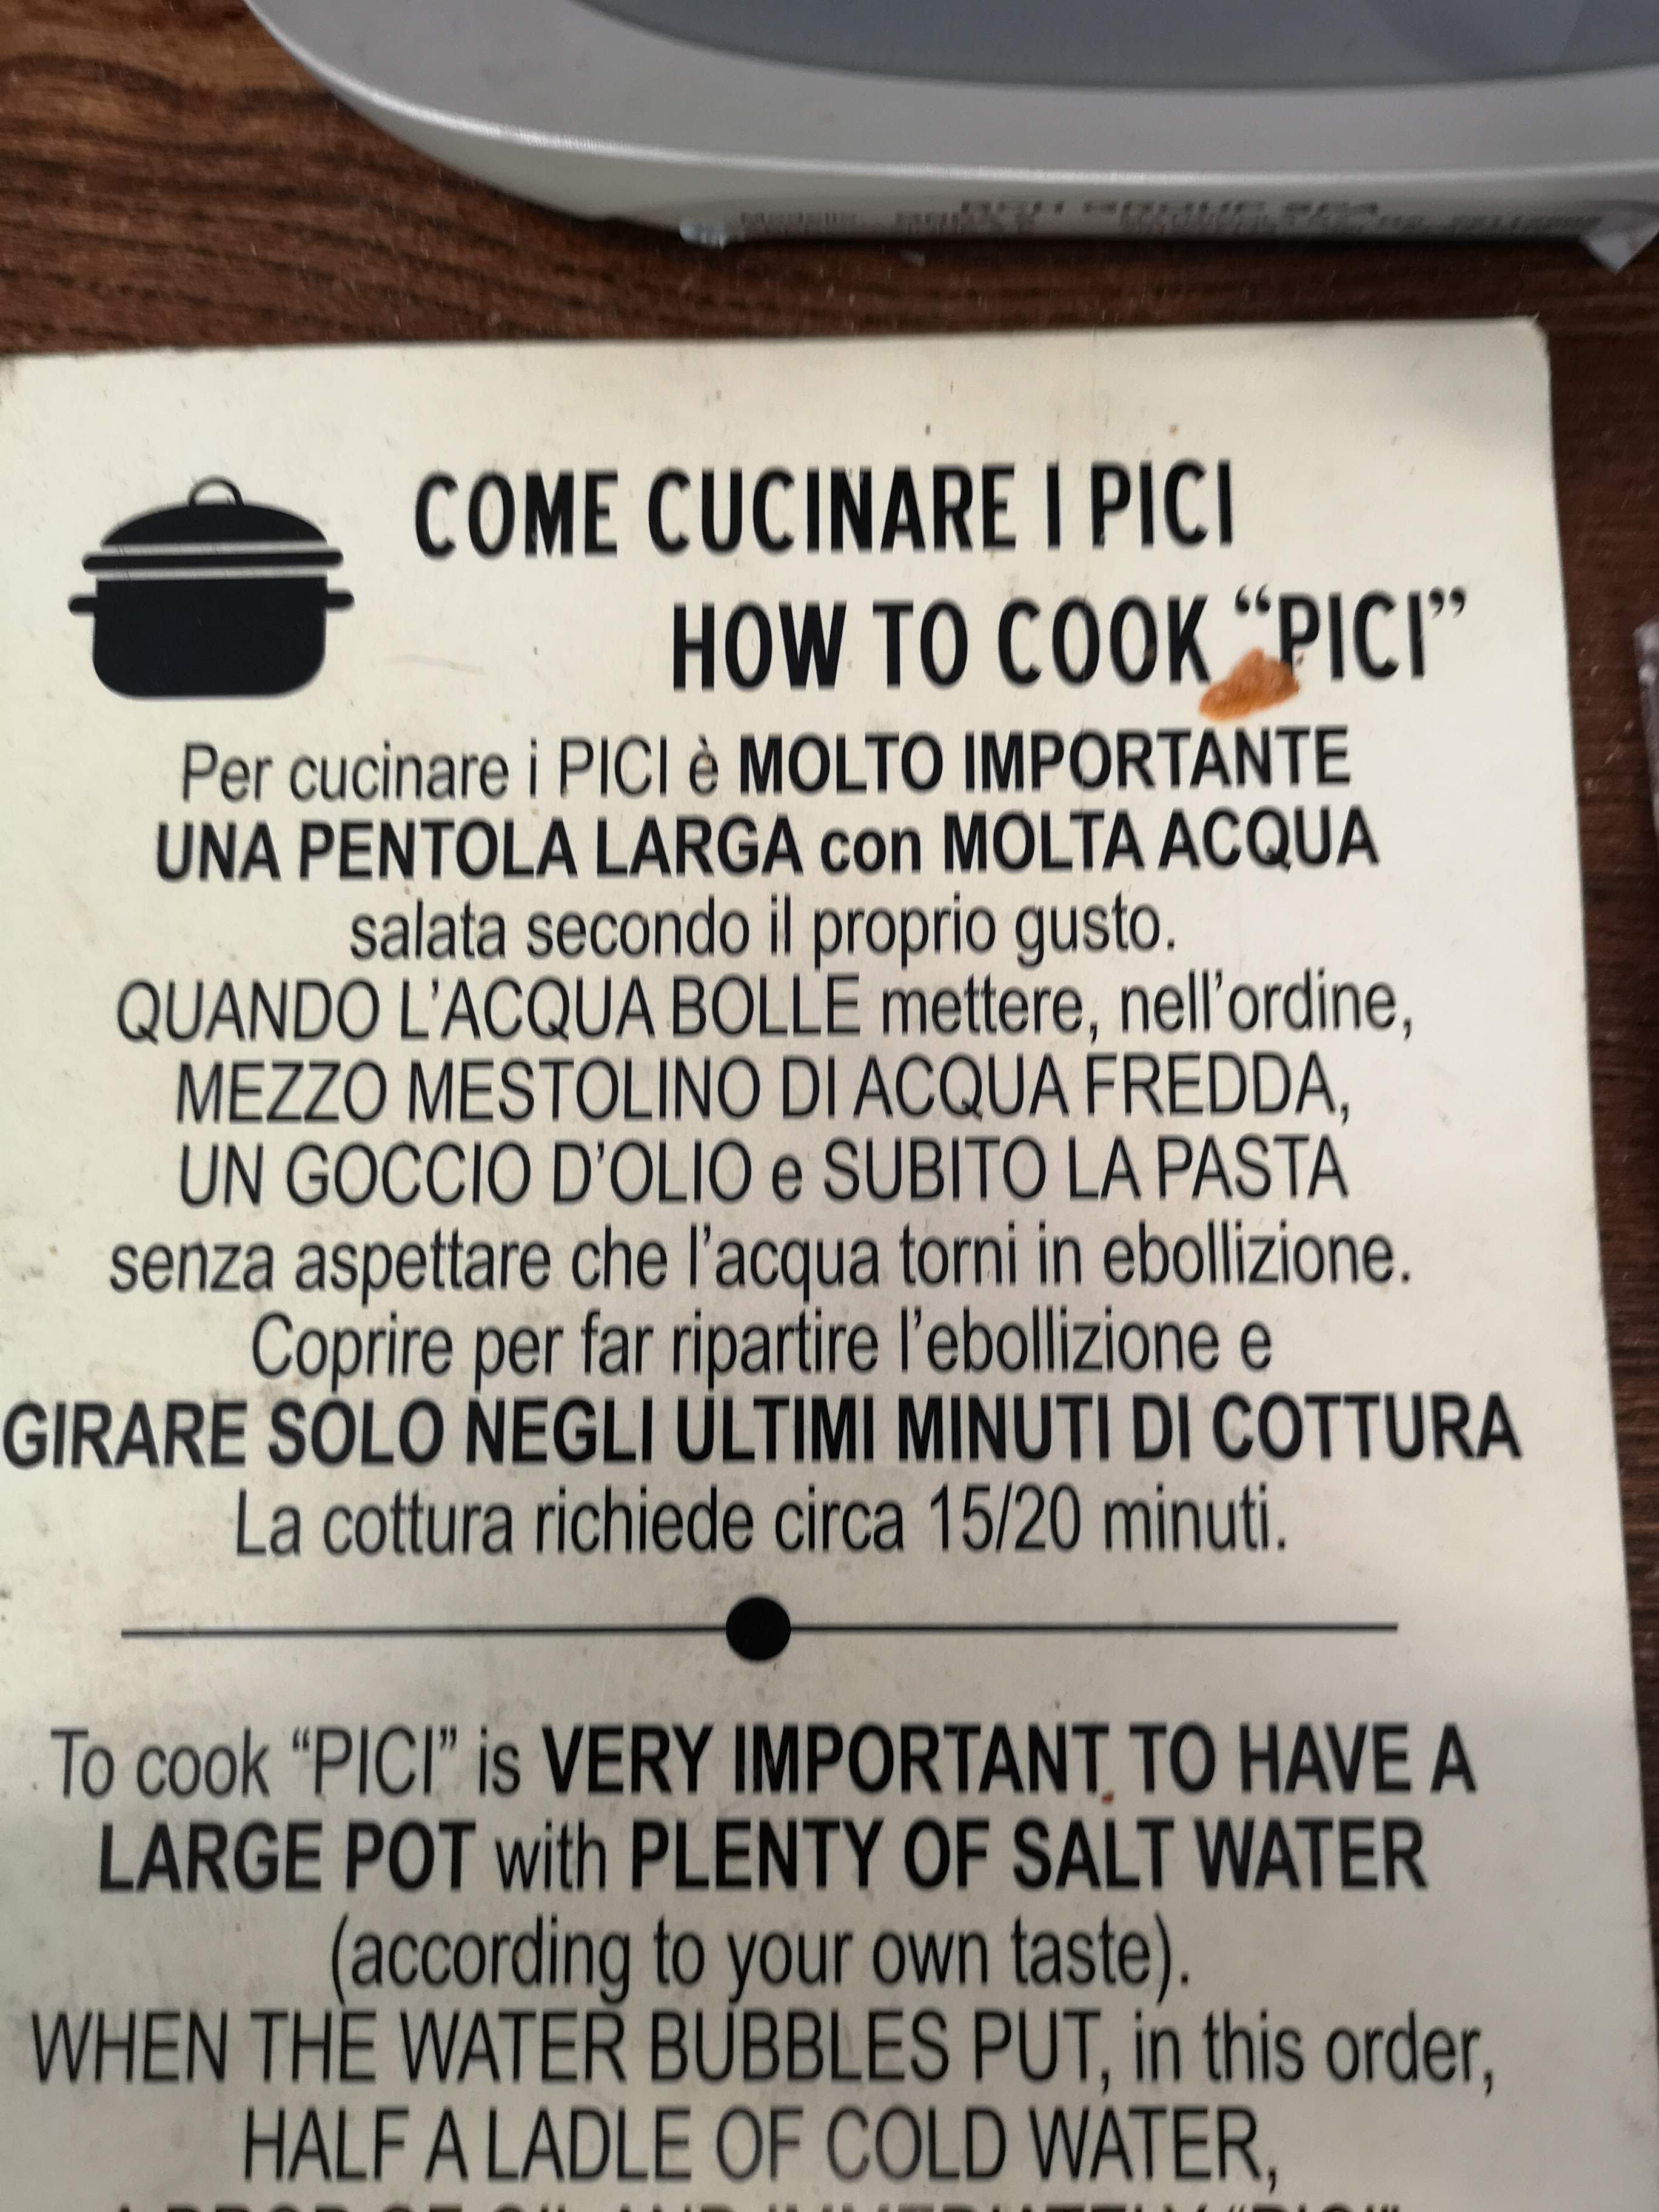 COME CUCINARE I PICI
HOW TO COOK “PICI”
Per cucinare i PICI è MOLTO IMPORTANTE
UNA PENTOLA LARGA con MOLTA ACQUA
salata secondo il proprio gusto.
QUANDO L’ACQUA BOLLE mettere, nell’ordine,
MEZZO MESTOLINO DI ACQUA FREDDA,
UN GOCCIO D’OLIO e SUBITO LA PASTA
senza aspettare che l’acqua torni in ebollizione.
Coprire per far ripartire l’ebollizione e
GIRARE SOLO NEGLI ULTIMI MINUTI DI COTTURA
La cottura richiede circa 15/20 minuti.
To cook “PICI” is VERY IMPORTANT TO HAVE A
LARGE POT with PLENTY OF SALT WATER
(according to your own taste).
WHEN THE WATER BUBBLES PUT, in this order,
HALF A LADLE OF COLD WATER,